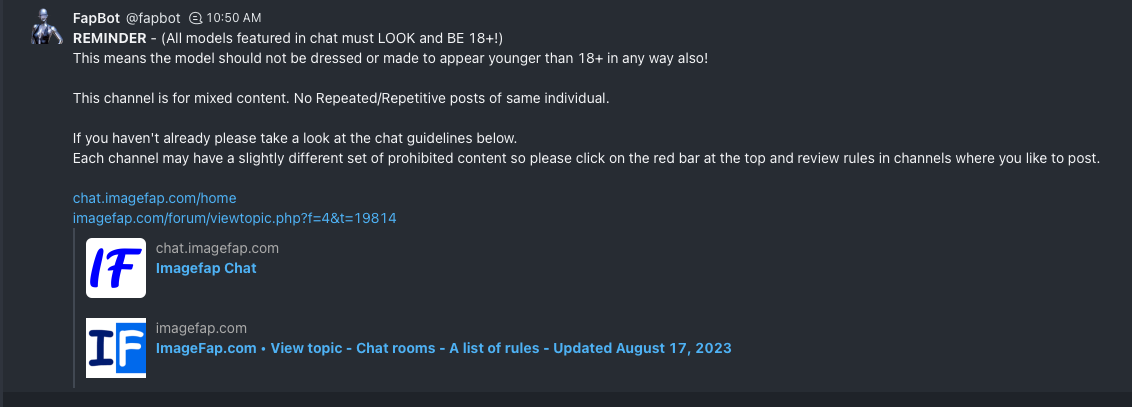 FapBot @fapbot 10:50 AM
REMINDER - (All models featured in chat must LOOK and BE 18+!)
This means the model should not be dressed or made to appear younger than 18+ in any way also!
This channel is for mixed content. No Repeated/Repetitive posts of same individual.
If you haven't already please take a look at the chat guidelines below.
Each channel may have a slightly different set of prohibited content so please click on the red bar at the top and review rules in channels where you like to post.
chat.imagefap.com/home
imagefap.com/forum/viewtopic.php?f=4&t=19814
IF
chat.imagefap.com
Imagefap Chat
IF
imagefap.com
ImageFap.com • View topic - Chat rooms - A list of rules - Updated August 17, 2023